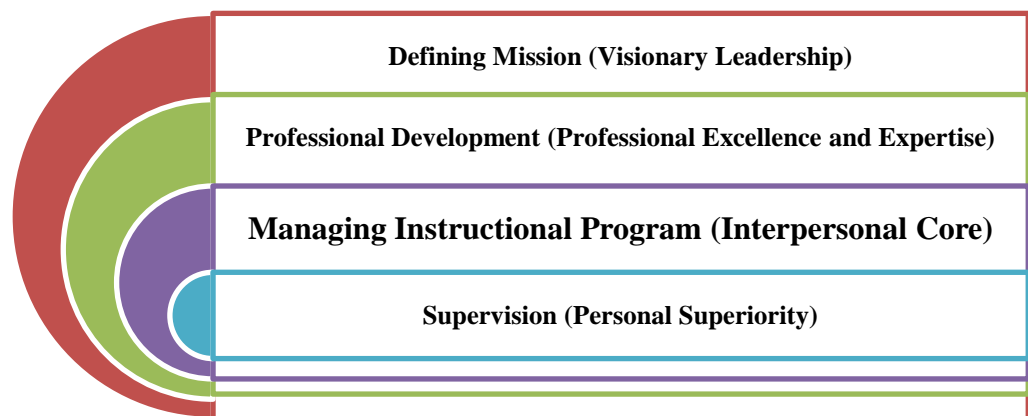 Defining Mission (Visionary Leadership)
Professional Development (Professional Excellence and Expertise)
Managing Instructional Program (Interpersonal Core)
Supervision (Personal Superiority)